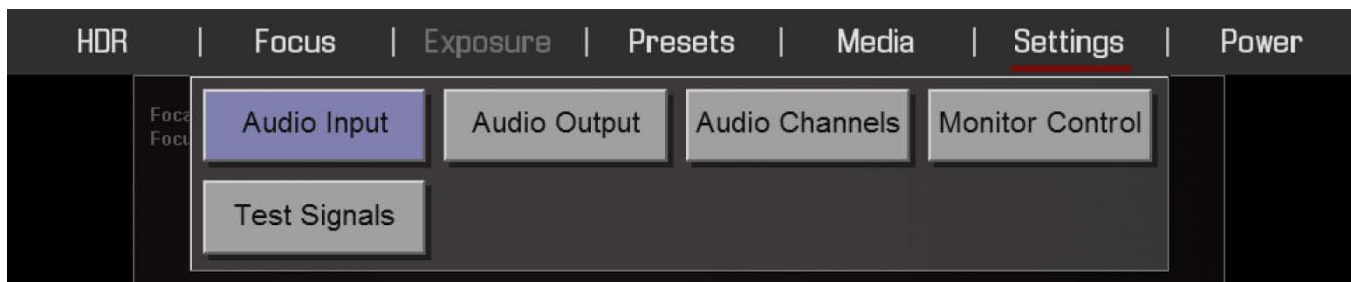 HDR | Focus | Exposure | Presets | Media | Settings | Power
Audio Input Audio Output Audio Channels Monitor Control
Test Signals